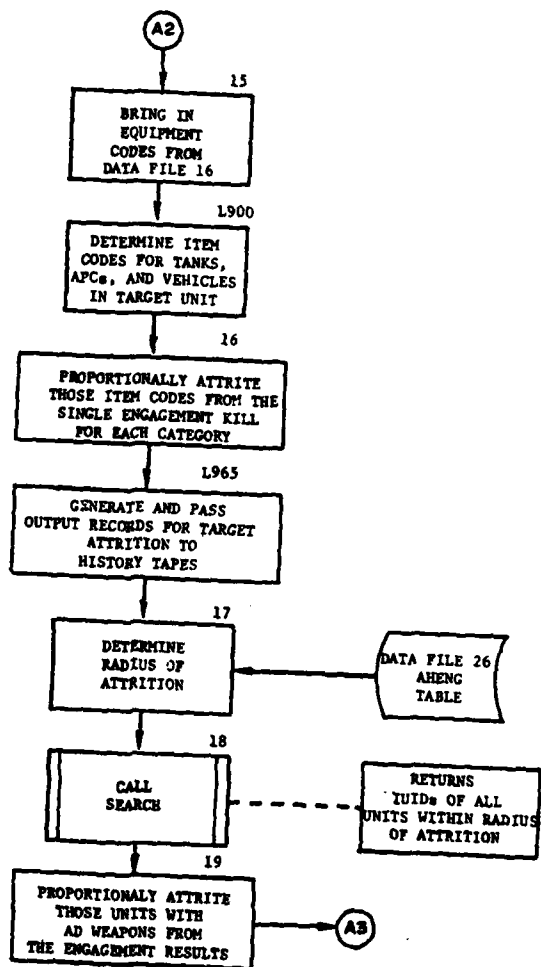 A2
15
BRING IN
EQUIPMENT
CODES FROM
DATA FILE 16
L900
DETERMINE ITEM
CODES FOR TANKS,
APCs, AND VEHICLES
IN TARGET UNIT
16
PROPORTIONALLY ATTRITE
THOSE ITEM CODES FROM THE
SINGLE ENGAGEMENT KILL
FOR EACH CATEGORY
L965
GENERATE AND PASS
OUTPUT RECORDS FOR TARGET
ATTRITION TO
HISTORY TAPES
17
DETERMINE
RADIUS OF
ATTRITION
DATA FILE 26
AHENG
TABLE
18
CALL
SEARCH
RETURNS
IUIDs OF ALL
UNITS WITHIN RADIUS
OF ATTRITION
19
PROPORTIONALY ATTRITE
THOSE UNITS WITH
AD WEAPONS FROM
THE ENGAGEMENT RESULTS
A3